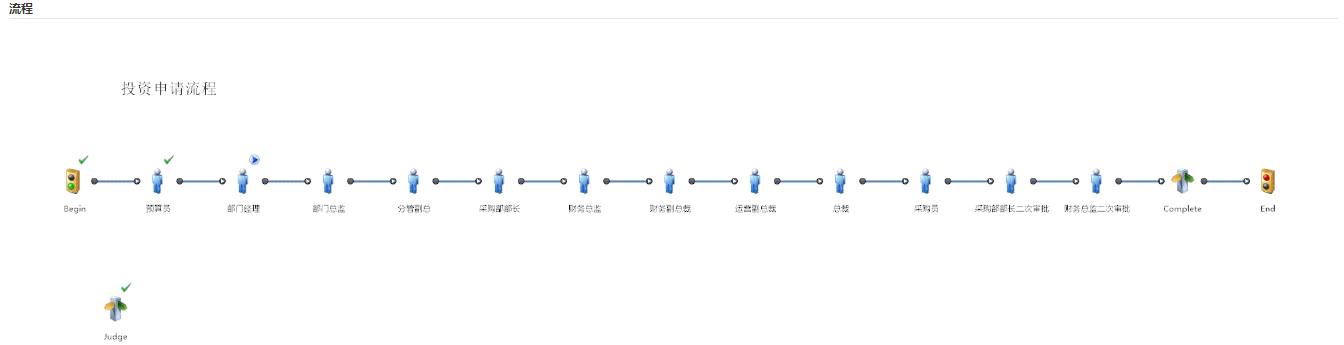 流程
投资申请流程
Begin 预算员 部门经理 部门总监 分管副总 采购部部长 财务总监 财务副总裁 运营副总裁 总裁 采购员 采购部部长二次审批 财务总监二次审批 Complete End
Judge